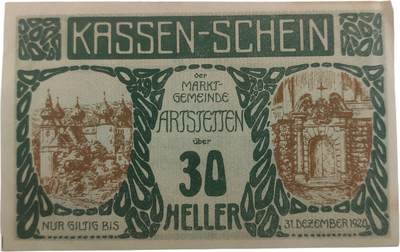 KASSEN-SCHEIN
der
MARKT-
GEMEINDE
ARTSTETTEN
über
30
HELLER
NUR GILTIG BIS 31. DEZEMBER 1920